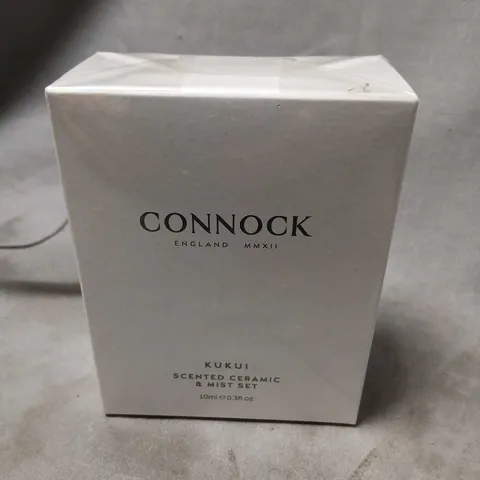 CONNOCK
ENGLAND MMXII
KUKUI
SCENTED CERAMIC
& MIST SET
10ml ℮ 0.3fl oz